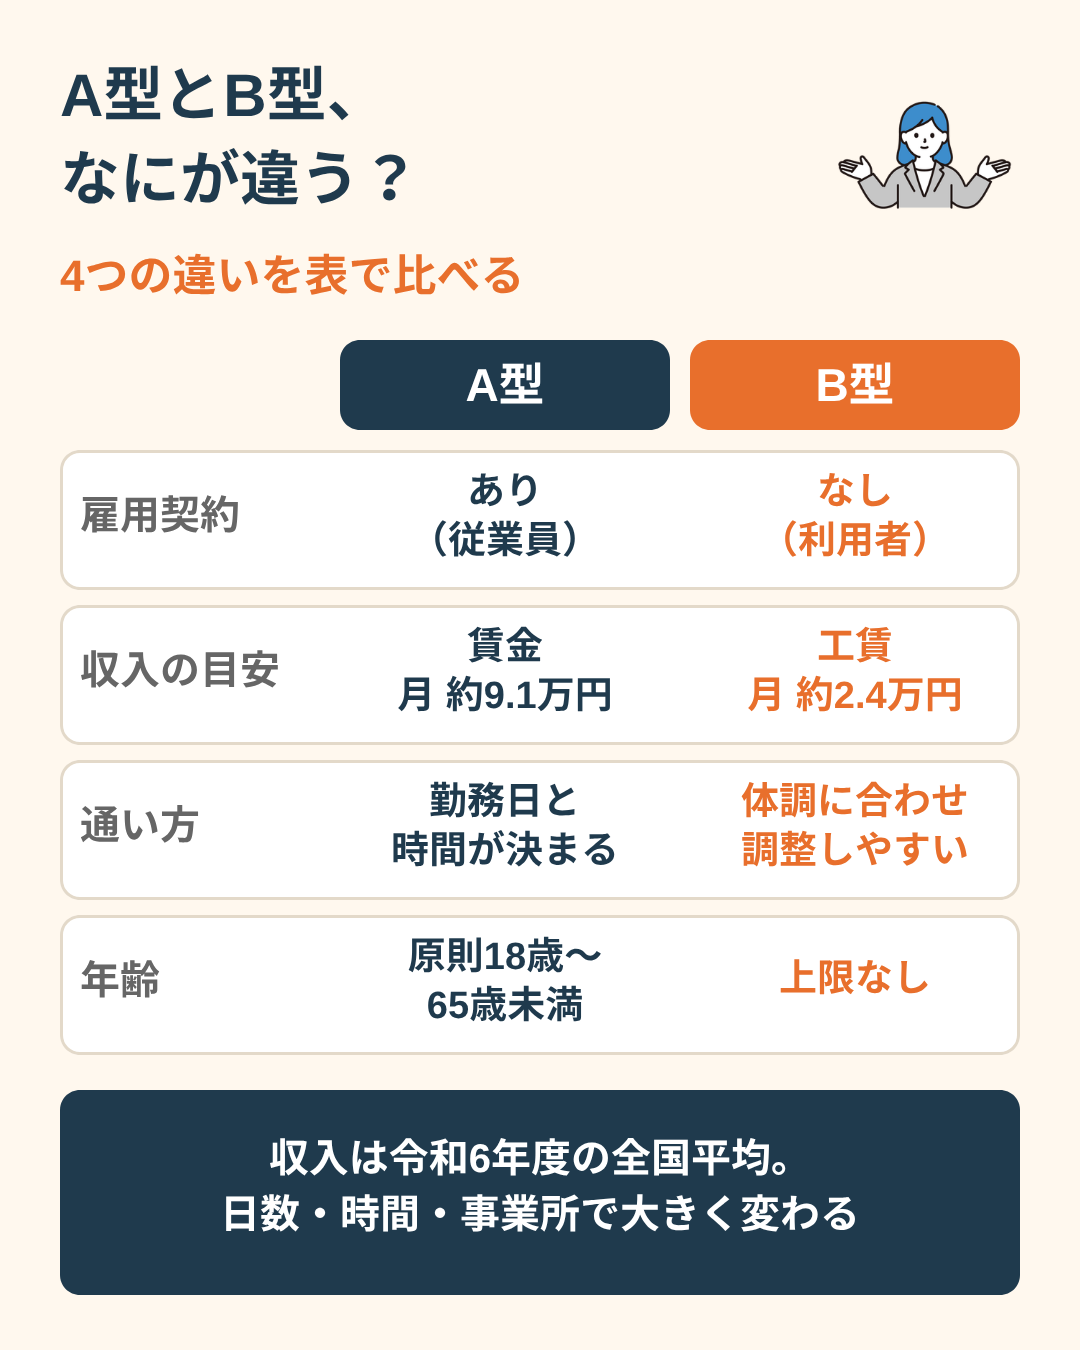 A型とB型、
なにが違う？
4つの違いを表で比べる
A型
B型
雇用契約
あり
（従業員）
なし
（利用者）
収入の目安
賃金
月 約9.1万円
工賃
月 約2.4万円
通い方
勤務日と
時間が決まる
体調に合わせ
調整しやすい
年齢
原則18歳〜
65歳未満
上限なし
収入は令和6年度の全国平均。
日数・時間・事業所で大きく変わる